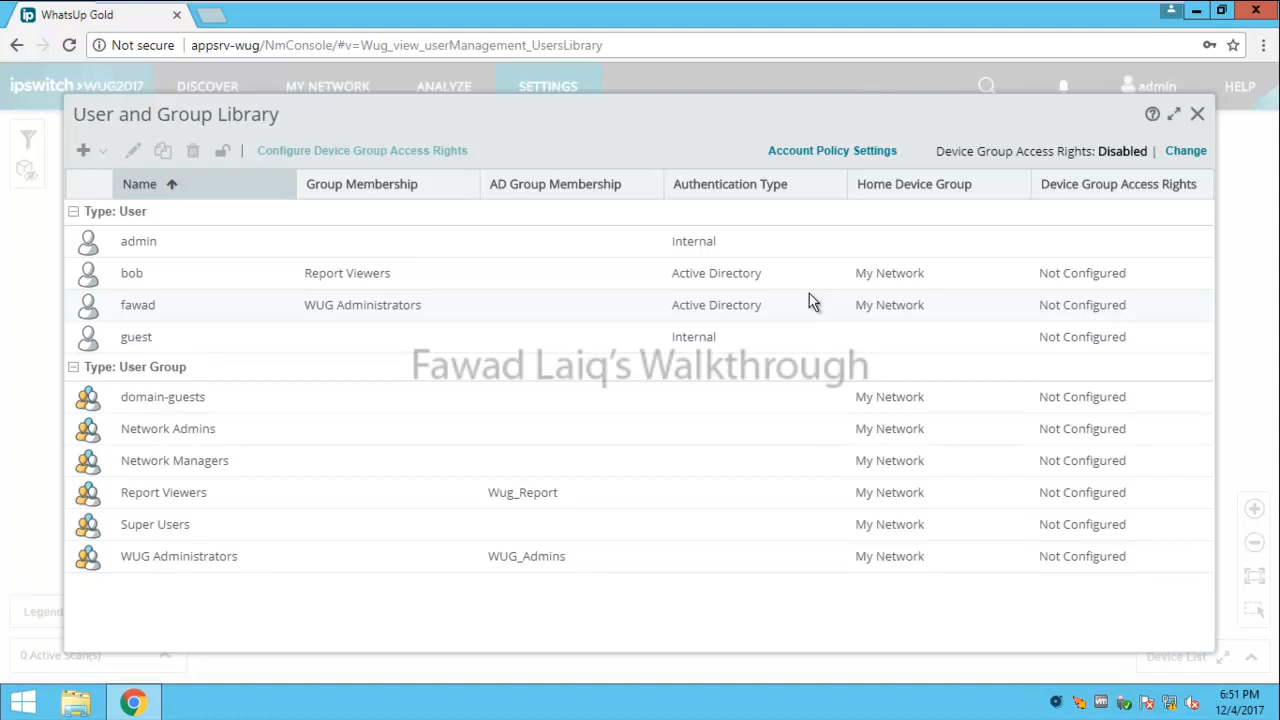 WhatsUp Gold
Not secure appsrv-wug/NmConsole/#v=Wug_view_userManagement_UsersLibrary
ipswitch WUG2017 DISCOVER MY NETWORK ANALYZE SETTINGS admin HELP
User and Group Library
Configure Device Group Access Rights Account Policy Settings Device Group Access Rights: Disabled | Change
Name Group Membership AD Group Membership Authentication Type Home Device Group Device Group Access Rights
Type: User
admin Internal
bob Report Viewers Active Directory My Network Not Configured
fawad WUG Administrators Active Directory My Network Not Configured
guest Internal Not Configured
Fawad Laiq's Walkthrough
Type: User Group
domain-guests My Network Not Configured
Network Admins My Network Not Configured
Network Managers My Network Not Configured
Report Viewers Wug_Report My Network Not Configured
Super Users My Network Not Configured
WUG Administrators WUG_Admins My Network Not Configured
Legend
0 Active Scan(s) Device List
6:51 PM
12/4/2017